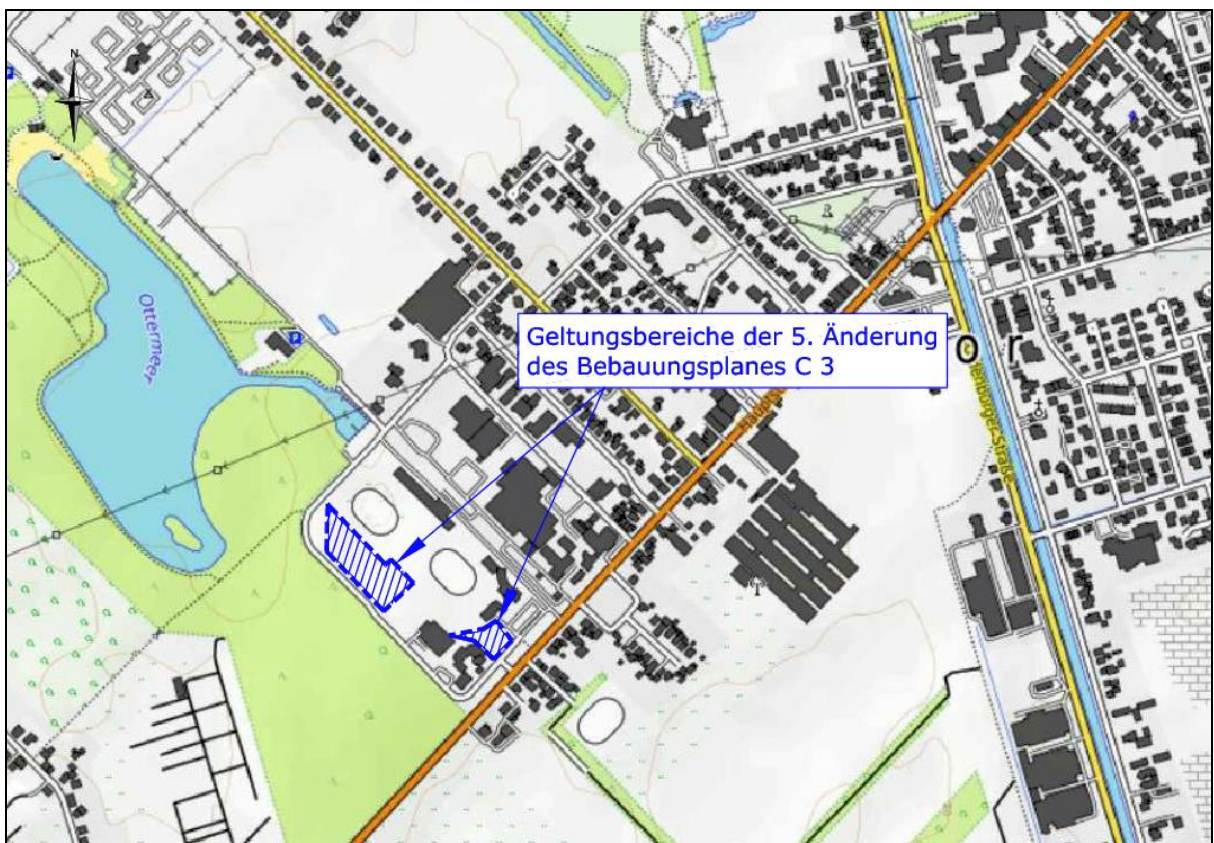 N
Ottermeer
Geltungsbereiche der 5. Änderung
des Bebauungsplanes C 3
o r